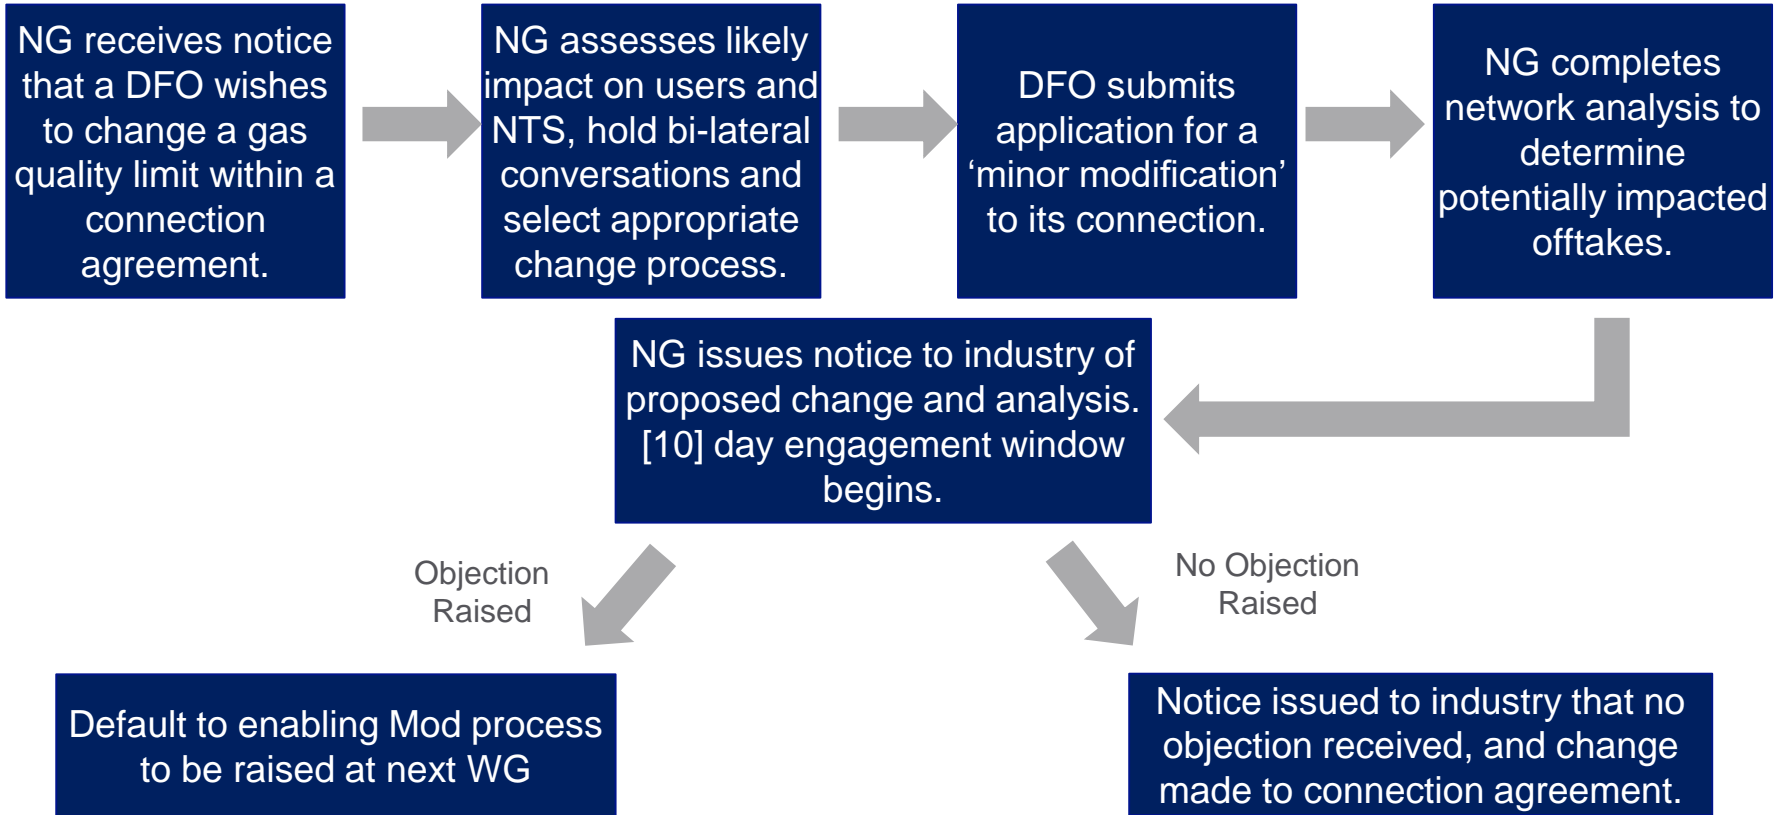 NG receives notice
that a DFO wishes
to change a gas
quality limit within a
connection
agreement.
NG assesses likely
impact on users and
NTS, hold bi-lateral
conversations and
select appropriate
change process.
DFO submits
application for a
‘minor modification’
to its connection.
NG completes
network analysis to
determine
potentially impacted
offtakes.
NG issues notice to industry of
proposed change and analysis.
[10] day engagement window
begins.
Objection
Raised
No Objection
Raised
Default to enabling Mod process
to be raised at next WG
Notice issued to industry that no
objection received, and change
made to connection agreement.